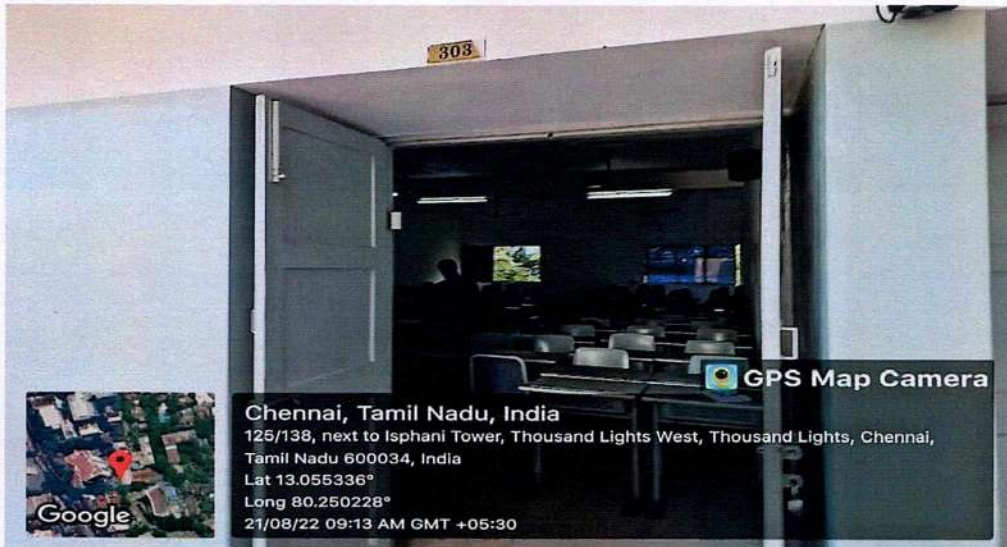 303
GPS Map Camera
Chennai, Tamil Nadu, India
125/138, next to Isphani Tower, Thousand Lights West, Thousand Lights, Chennai,
Tamil Nadu 600034, India
Lat 13.055336°
Long 80.250228°
21/08/22 09:13 AM GMT +05:30
Google